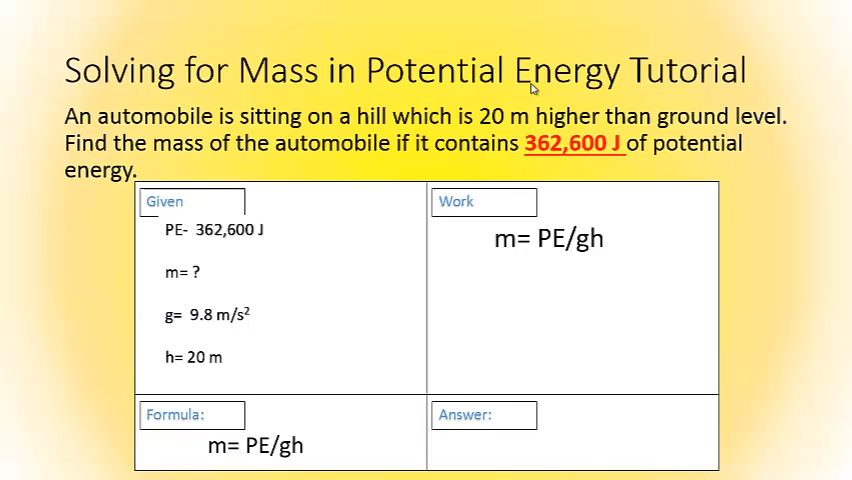 Solving for Mass in Potential Energy Tutorial
An automobile is sitting on a hill which is 20 m higher than ground level.
Find the mass of the automobile if it contains 362,600 J of potential
energy.
Given
PE- 362,600 J
m= ?
g= 9.8 m/s²
h= 20 m
Work
m= PE/gh
Formula:
m= PE/gh
Answer: